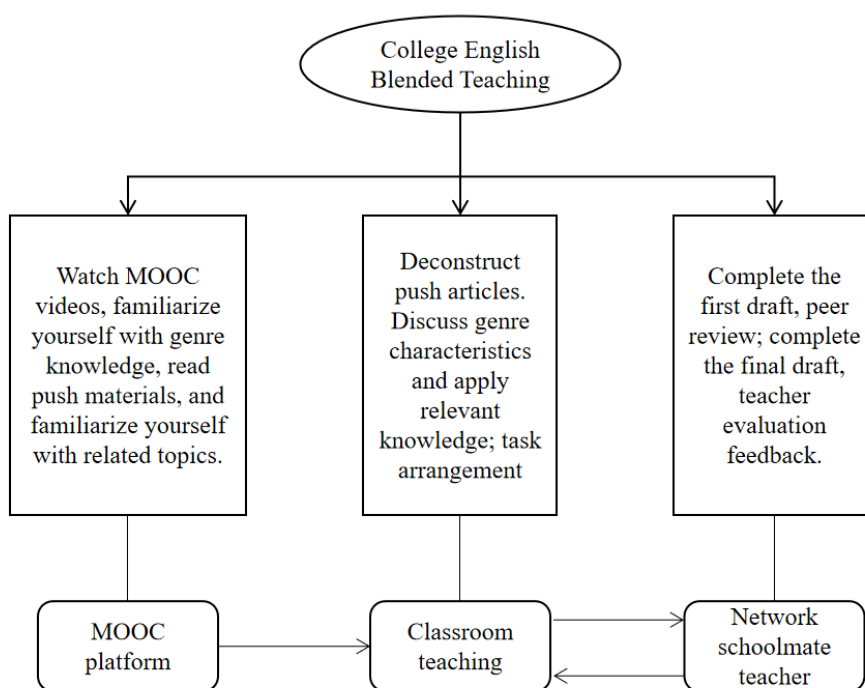 College English
Blended Teaching
Watch MOOC
videos, familiarize
yourself with genre
knowledge, read
push materials, and
familiarize yourself
with related topics.
Deconstruct
push articles.
Discuss genre
characteristics
and apply
relevant
knowledge; task
arrangement
Complete the
first draft, peer
review; complete
the final draft,
teacher
evaluation
feedback.
MOOC
platform
Classroom
teaching
Network
schoolmate
teacher